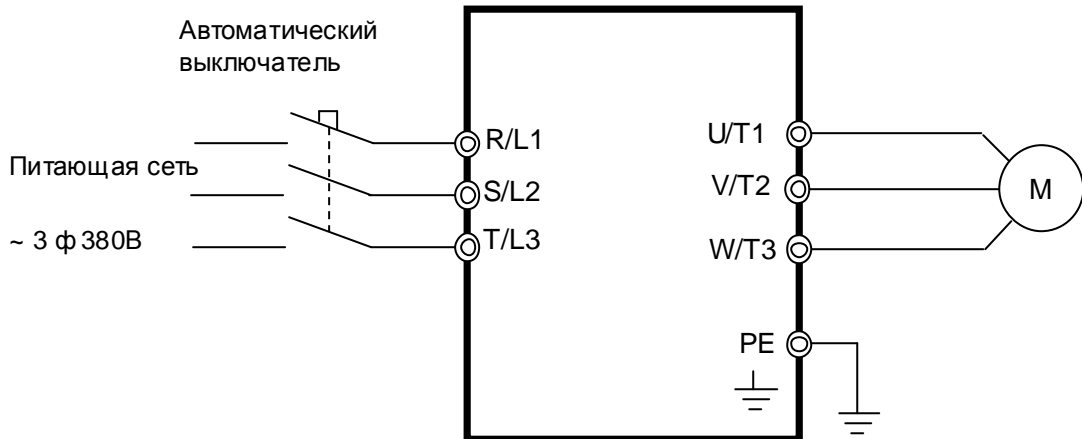 Автоматический
выключатель
Питающая сеть
~ 3 ф 380В
R/L1
S/L2
T/L3
U/T1
V/T2
W/T3
PE
M